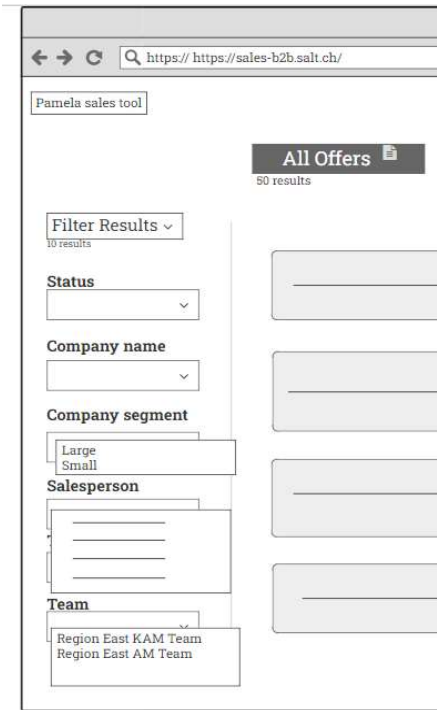 https:// https://sales-b2b.salt.ch/
Pamela sales tool
All Offers
50 results
Filter Results
10 results
Status
Company name
Company segment
Large
Small
Salesperson
Team
Region East KAM Team
Region East AM Team